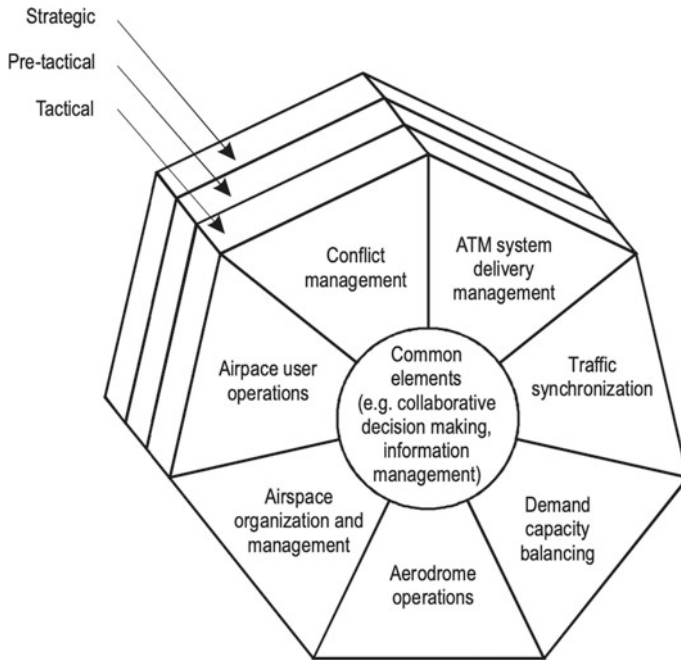 Strategic
Pre-tactical
Tactical
Conflict
management
ATM system
delivery
management
Airpace user
operations
Common
elements
(e.g. collaborative
decision making,
information
management)
Traffic
synchronization
Airspace
organization and
management
Demand
capacity
balancing
Aerodrome
operations